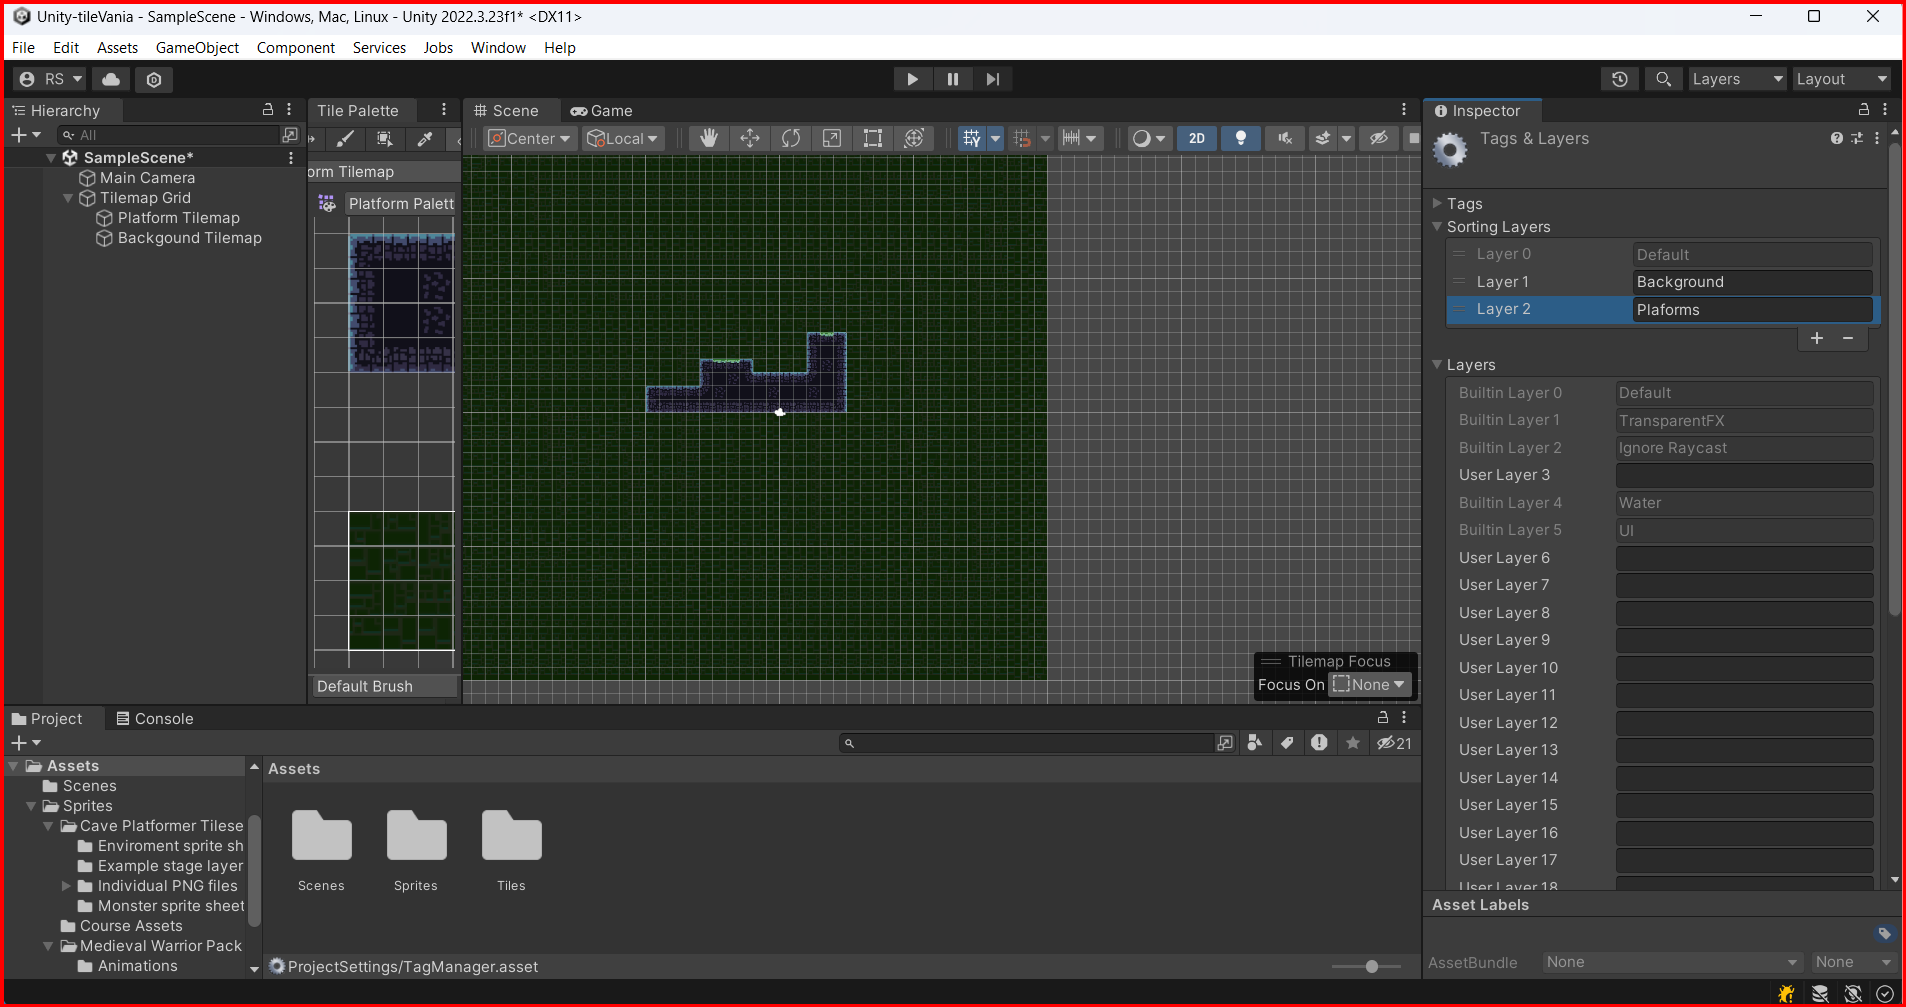 Unity-tileVania - SampleScene - Windows, Mac, Linux - Unity 2022.3.23f1* <DX11>
File Edit Assets GameObject Component Services Jobs Window Help
RS Layers Layout
Hierarchy
All
SampleScene*
Main Camera
Tilemap Grid
Platform Tilemap
Backgound Tilemap
Tile Palette
orm Tilemap
Platform Palett
Default Brush
Scene Game
Center Local 2D
Tilemap Focus
Focus On None
Inspector
Tags & Layers
Tags
Sorting Layers
Layer 0 Default
Layer 1 Background
Layer 2 Plaforms
+ −
Layers
Builtin Layer 0 Default
Builtin Layer 1 TransparentFX
Builtin Layer 2 Ignore Raycast
User Layer 3
Builtin Layer 4 Water
Builtin Layer 5 UI
User Layer 6
User Layer 7
User Layer 8
User Layer 9
User Layer 10
User Layer 11
User Layer 12
User Layer 13
User Layer 14
User Layer 15
User Layer 16
User Layer 17
User Layer 18
Asset Labels
AssetBundle None None
Project Console
21
Assets
Scenes
Sprites
Cave Platformer Tilese
Enviroment sprite sh
Example stage layer
Individual PNG files
Monster sprite sheet
Course Assets
Medieval Warrior Pack
Animations
Assets
Scenes Sprites Tiles
ProjectSettings/TagManager.asset